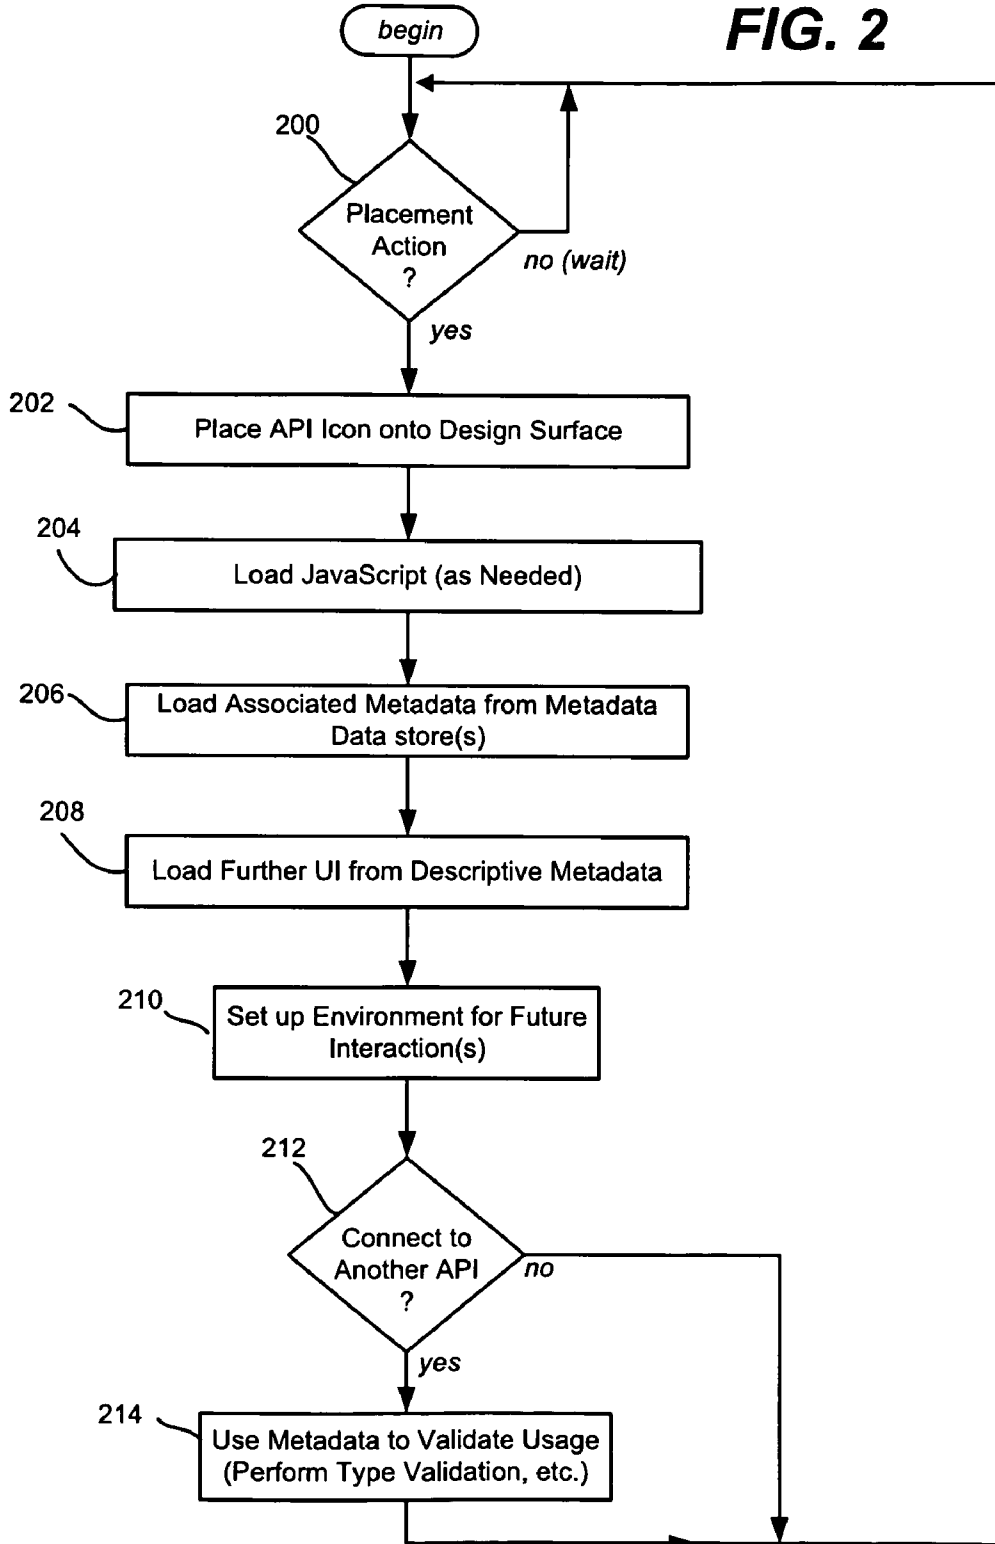 begin
FIG. 2
200
Placement
Action
?
no (wait)
yes
202
Place API Icon onto Design Surface
204
Load JavaScript (as Needed)
206
Load Associated Metadata from Metadata
Data store(s)
208
Load Further UI from Descriptive Metadata
210
Set up Environment for Future
Interaction(s)
212
Connect to
Another API
?
no
yes
214
Use Metadata to Validate Usage
(Perform Type Validation, etc.)